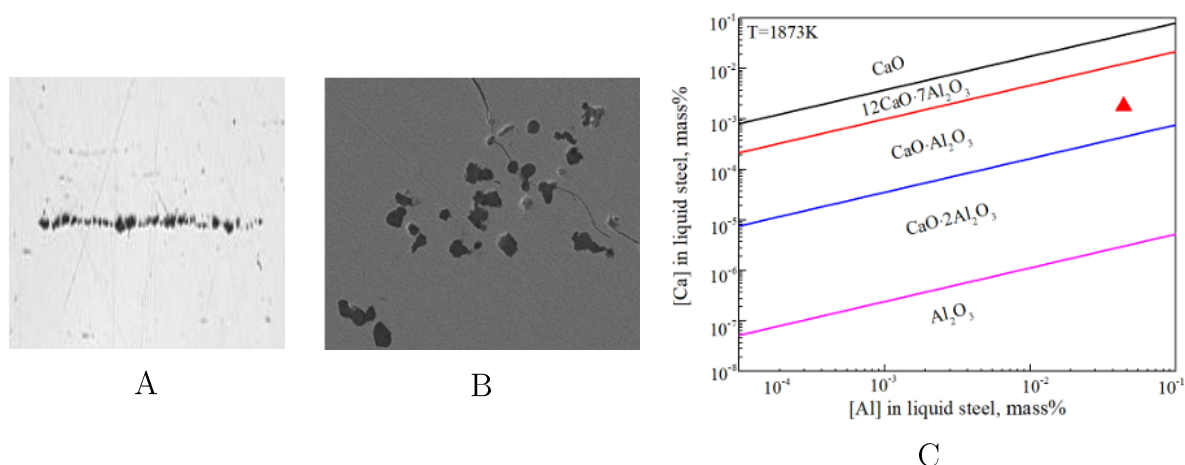 T=1873K
CaO
12CaO·7Al₂O₃
CaO·Al₂O₃
CaO·2Al₂O₃
Al₂O₃
10⁻¹
10⁻²
10⁻³
10⁻⁴
10⁻⁵
10⁻⁶
10⁻⁷
10⁻⁸
[Ca] in liquid steel, mass%
10⁻⁴ 10⁻³ 10⁻² 10⁻¹
[Al] in liquid steel, mass%
A
B
C